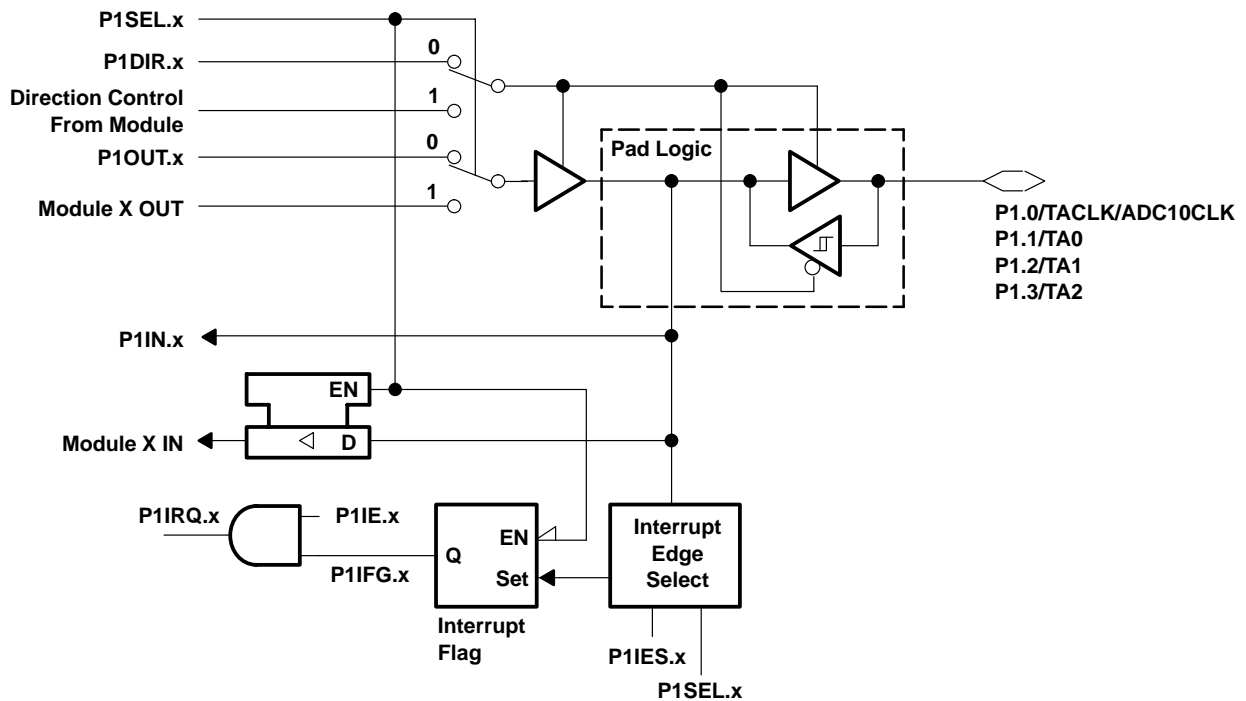 P1SEL.x
0
P1DIR.x
Direction Control
From Module
1
0
P1OUT.x
Pad Logic
1
Module X OUT
P1.0/TACLK/ADC10CLK
P1.1/TA0
P1.2/TA1
P1.3/TA2
P1IN.x
EN
Module X IN
D
P1IRQ.x
P1IE.x
P1IFG.x
Q
EN
Set
Interrupt
Flag
Interrupt
Edge
Select
P1IES.x
P1SEL.x